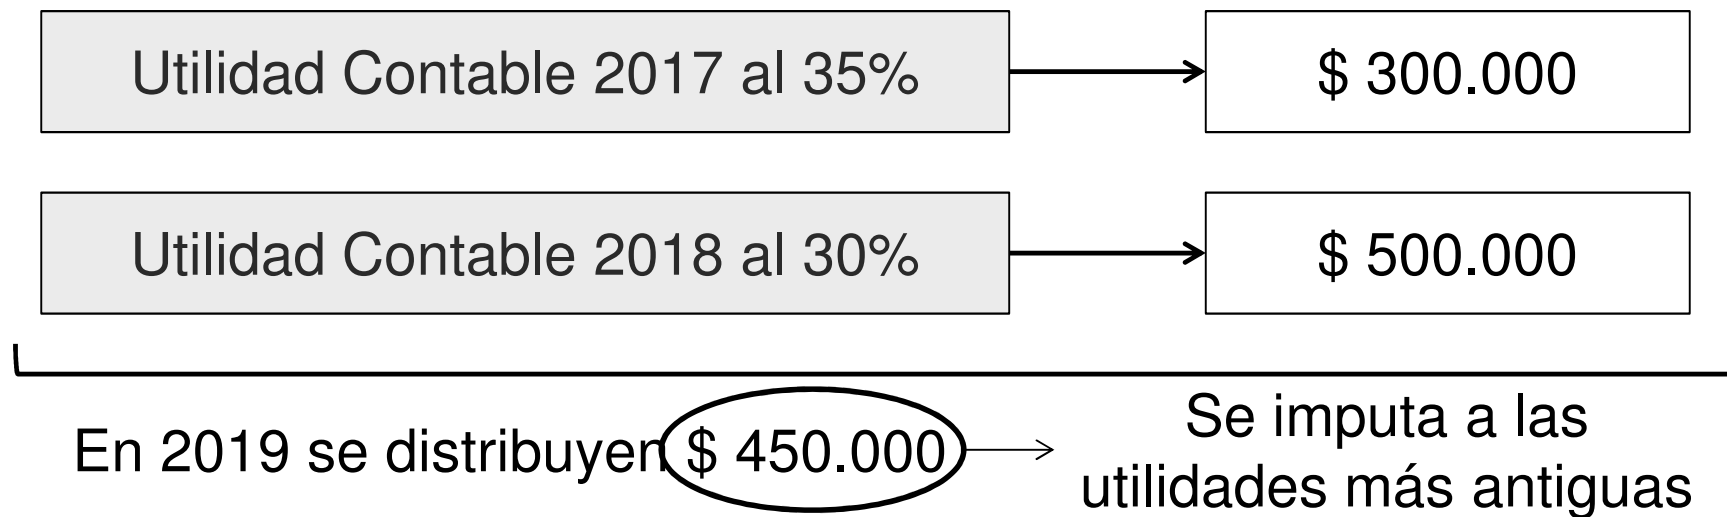 Utilidad Contable 2017 al 35%
$ 300.000
Utilidad Contable 2018 al 30%
$ 500.000
En 2019 se distribuyen $ 450.000
Se imputa a las
utilidades más antiguas